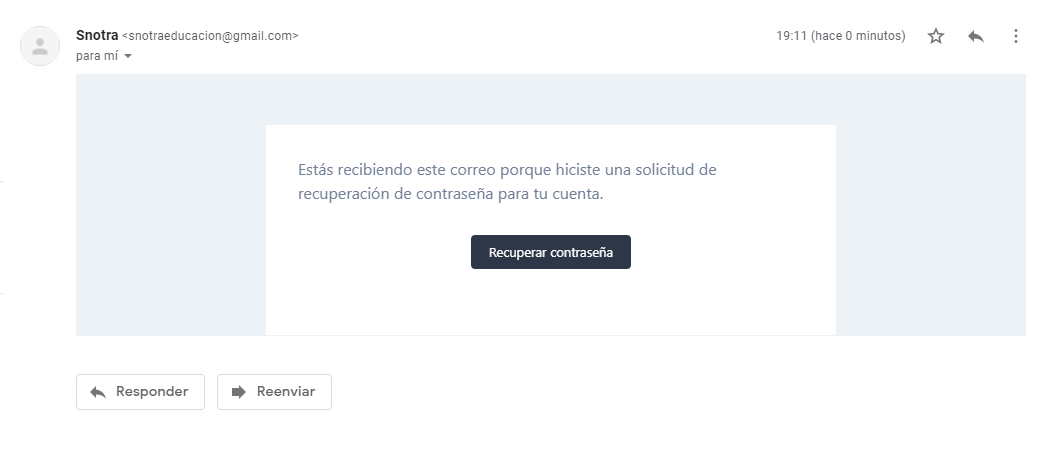 Snotra <snotraeducacion@gmail.com>
19:11 (hace 0 minutos)
para mí
Estás recibiendo este correo porque hiciste una solicitud de
recuperación de contraseña para tu cuenta.
Recuperar contraseña
Responder
Reenviar